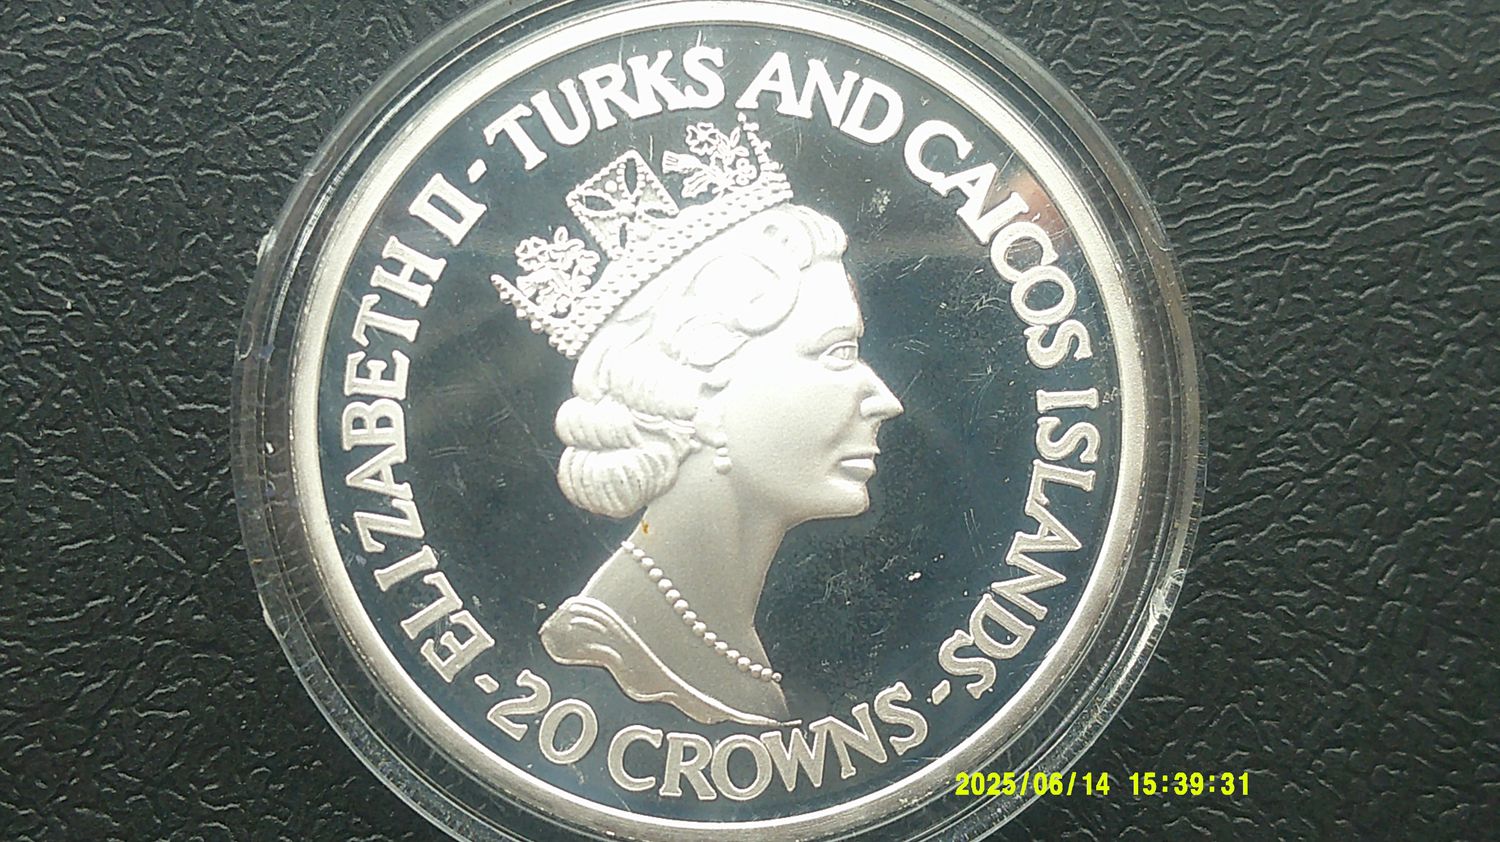 ELIZABETH II - TURKS AND CAICOS ISLANDS -
20 CROWNS -
2025/06/14 15:39:31